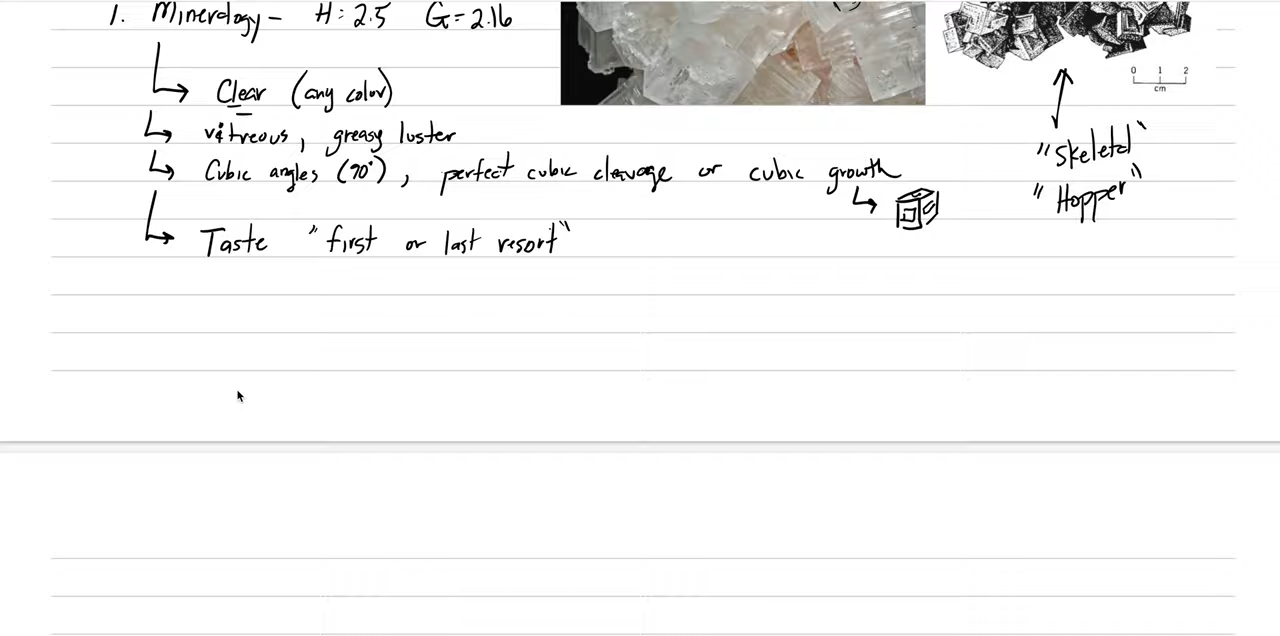 1. Minerology - H: 2.5 G = 2.16
Clear (any color)
vitreous, greasy luster
Cubic angles (90°), perfect cubic cleavage or cubic growth
Taste "first or last resort"
0 1 2
cm
"Skeletal"
"Hopper"